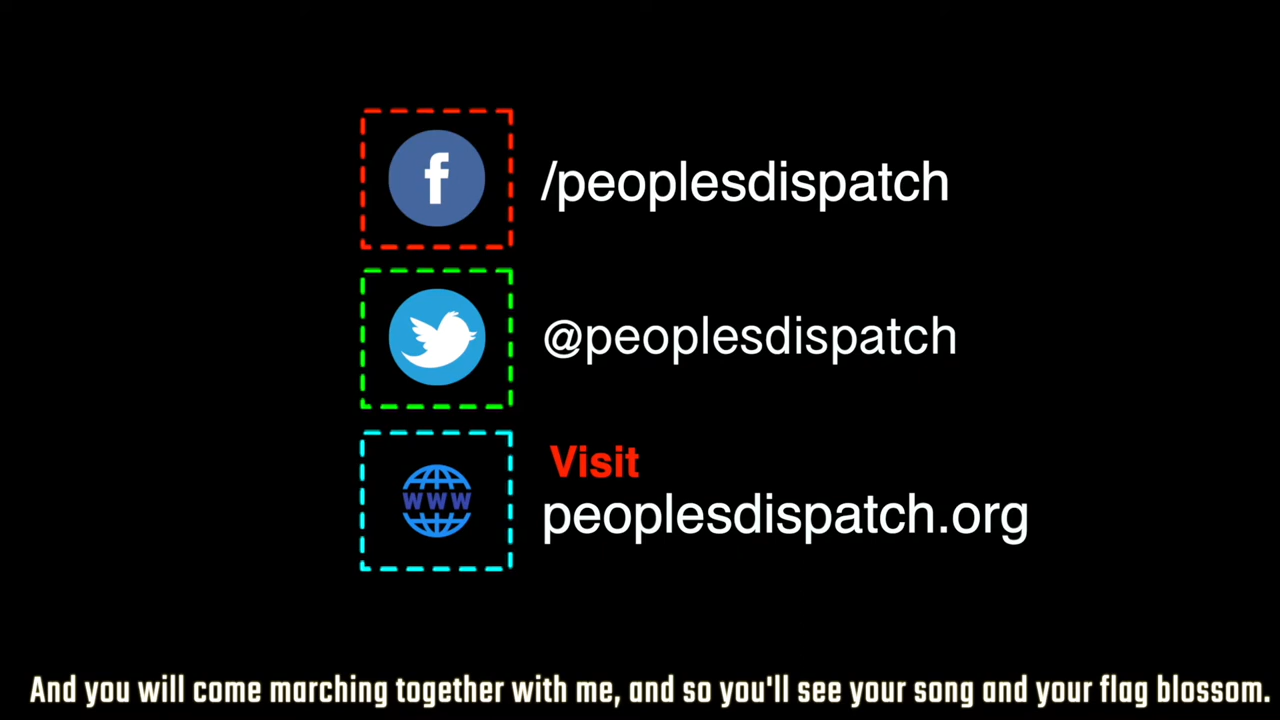 f
/peoplesdispatch
@peoplesdispatch
Visit
WWW
peoplesdispatch.org
And you will come marching together with me, and so you'll see your song and your flag blossom.